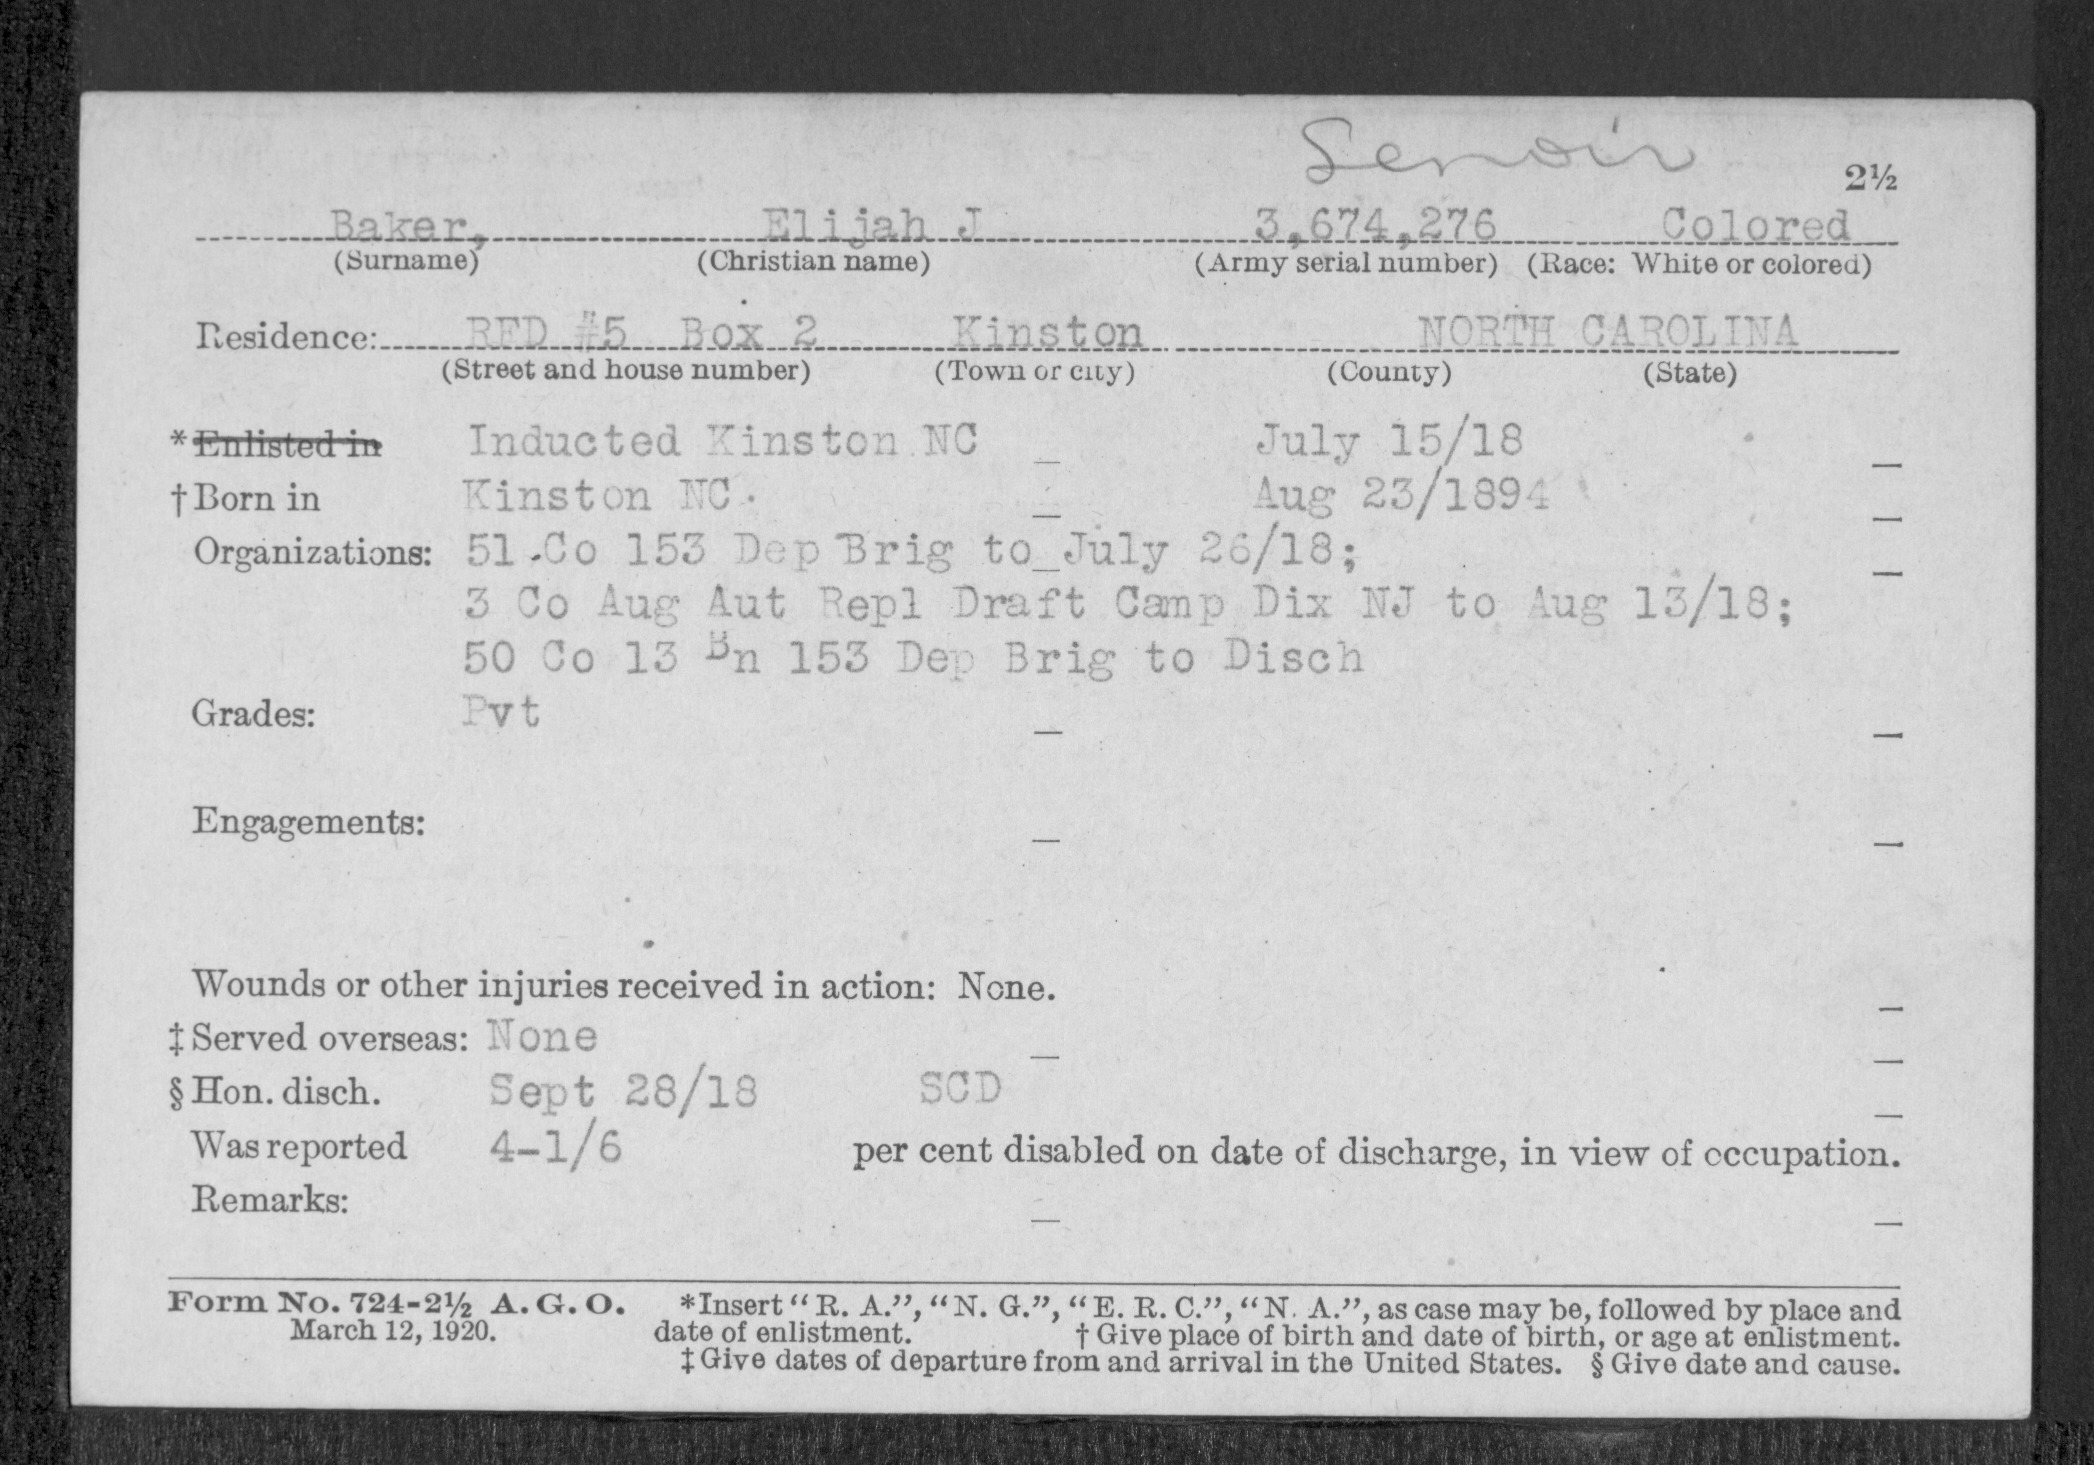 Lenoir
2½
Baker, Elijah J 3,674,276 Colored
(Surname) (Christian name) (Army serial number) (Race: White or colored)
Residence: RFD #5 Box 2 Kinston NORTH CAROLINA
(Street and house number) (Town or city) (County) (State)
*Enlisted in Inducted Kinston NC July 15/18
†Born in Kinston NC. Aug 23/1894
Organizations: 51 Co 153 Dep Brig to July 26/18;
3 Co Aug Aut Repl Draft Camp Dix NJ to Aug 13/18;
50 Co 13 Bn 153 Dep Brig to Disch
Grades: Pvt
Engagements:
Wounds or other injuries received in action: None.
‡Served overseas: None
§Hon. disch. Sept 28/18 SCD
Was reported 4-1/6 per cent disabled on date of discharge, in view of occupation.
Remarks:
Form No. 724-2½ A. G. O. *Insert "R. A.", "N. G.", "E. R. C.", "N. A.", as case may be, followed by place and
March 12, 1920. date of enlistment. †Give place of birth and date of birth, or age at enlistment.
‡Give dates of departure from and arrival in the United States. §Give date and cause.